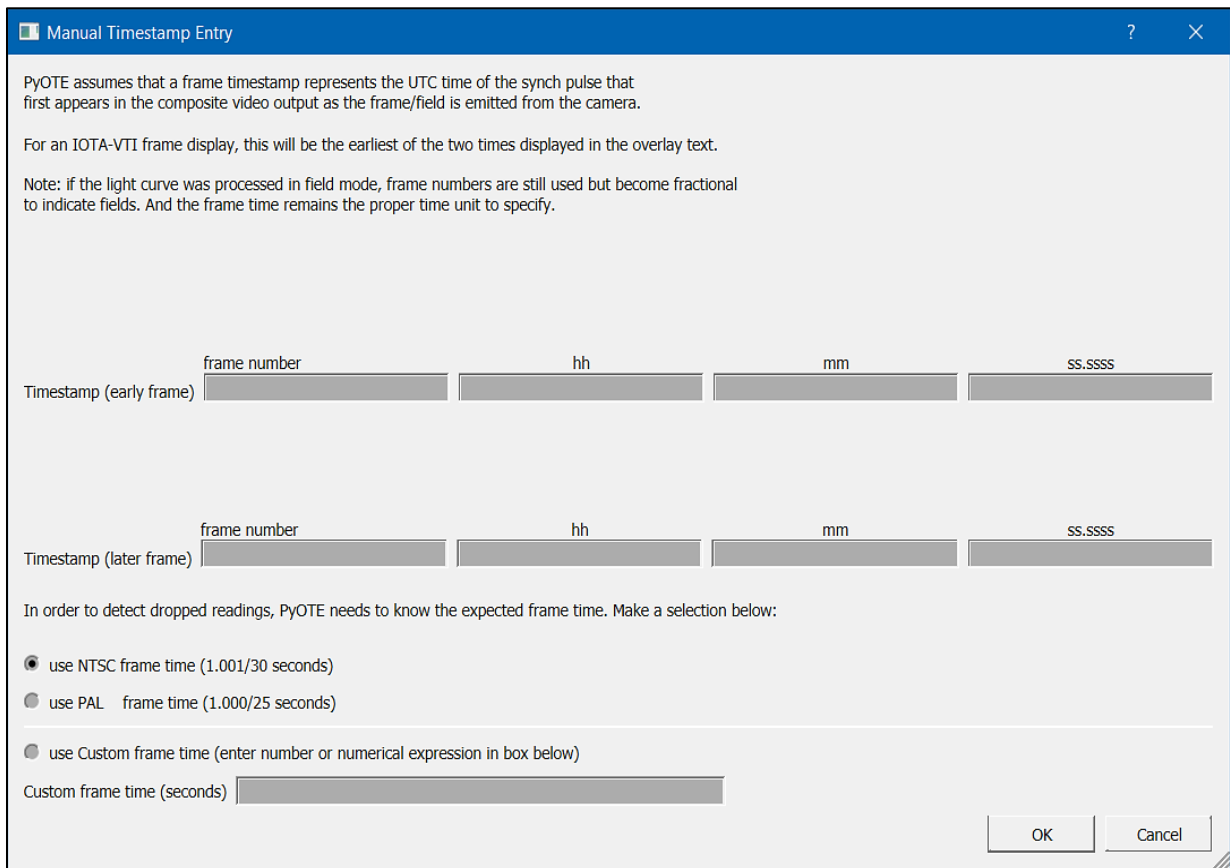 Manual Timestamp Entry ? ×
PyOTE assumes that a frame timestamp represents the UTC time of the synch pulse that
first appears in the composite video output as the frame/field is emitted from the camera.
For an IOTA-VTI frame display, this will be the earliest of the two times displayed in the overlay text.
Note: if the light curve was processed in field mode, frame numbers are still used but become fractional
to indicate fields. And the frame time remains the proper time unit to specify.
frame number hh mm ss.ssss
Timestamp (early frame)
frame number hh mm ss.ssss
Timestamp (later frame)
In order to detect dropped readings, PyOTE needs to know the expected frame time. Make a selection below:
use NTSC frame time (1.001/30 seconds)
use PAL frame time (1.000/25 seconds)
use Custom frame time (enter number or numerical expression in box below)
Custom frame time (seconds)
OK Cancel